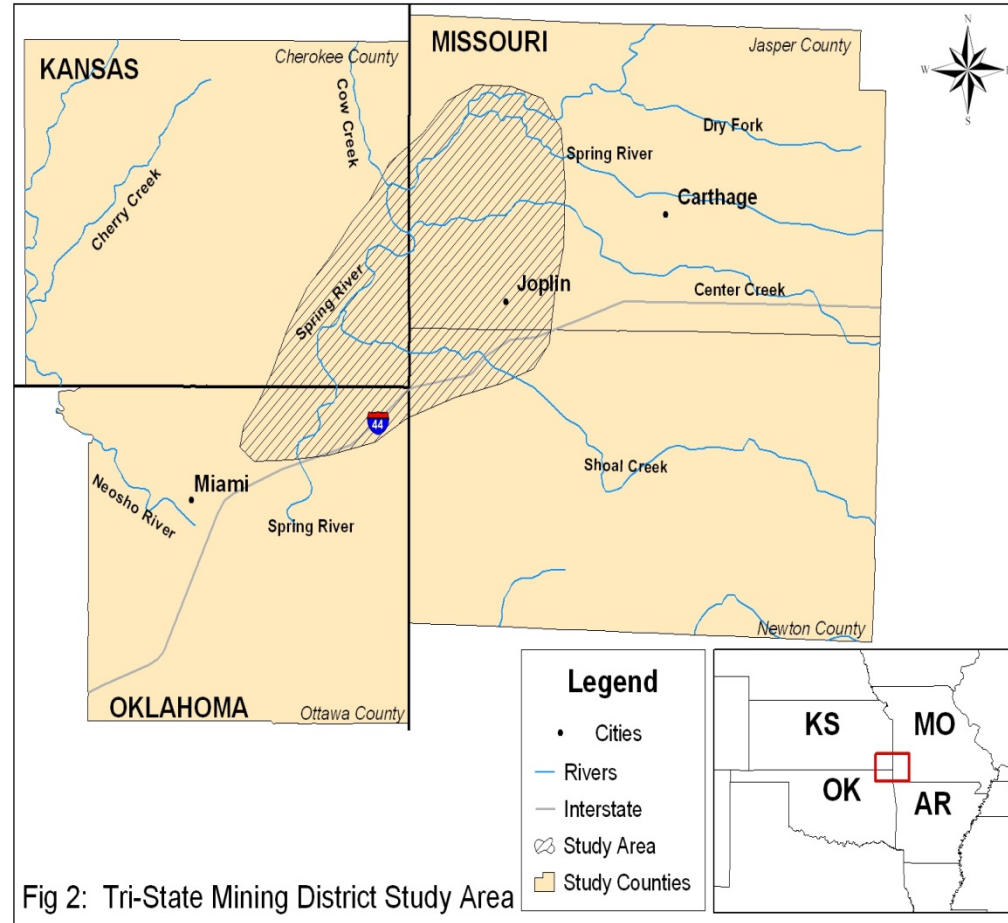 KANSAS
Cherokee County
MISSOURI
Jasper County
N
W
S
Cow Creek
Cherry Creek
Dry Fork
Spring River
Carthage
Spring River
Joplin
Center Creek
44
Shoal Creek
Miami
Neosho River
Spring River
Newton County
OKLAHOMA
Ottawa County
Legend
Cities
Rivers
Interstate
Study Area
Study Counties
KS
MO
OK
AR
Fig 2: Tri-State Mining District Study Area